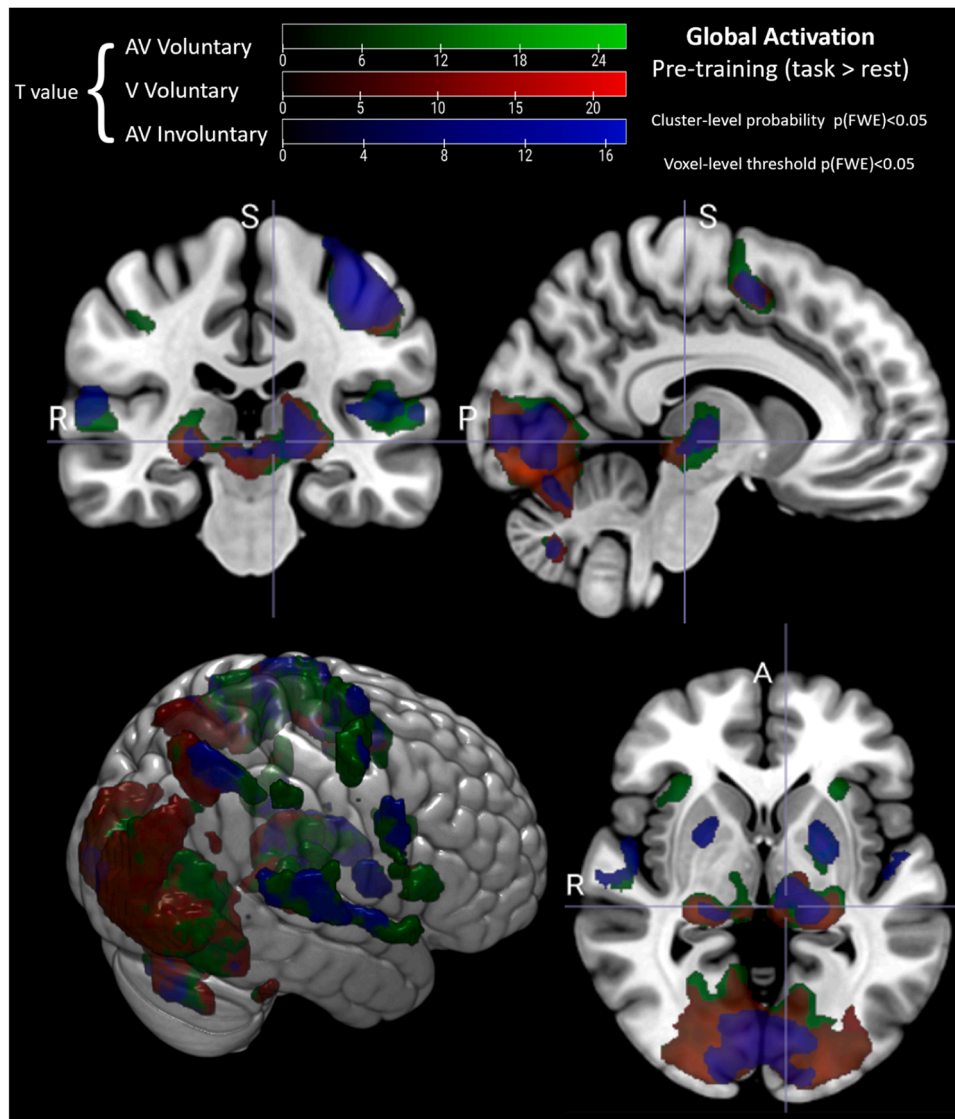 Global Activation
Pre-training (task > rest)
Cluster-level probability p(FWE)<0.05
Voxel-level threshold p(FWE)<0.05
T value
AV Voluntary
0 6 12 18 24
V Voluntary
0 5 10 15 20
AV Involuntary
0 4 8 12 16
S
R
S
P
A
R